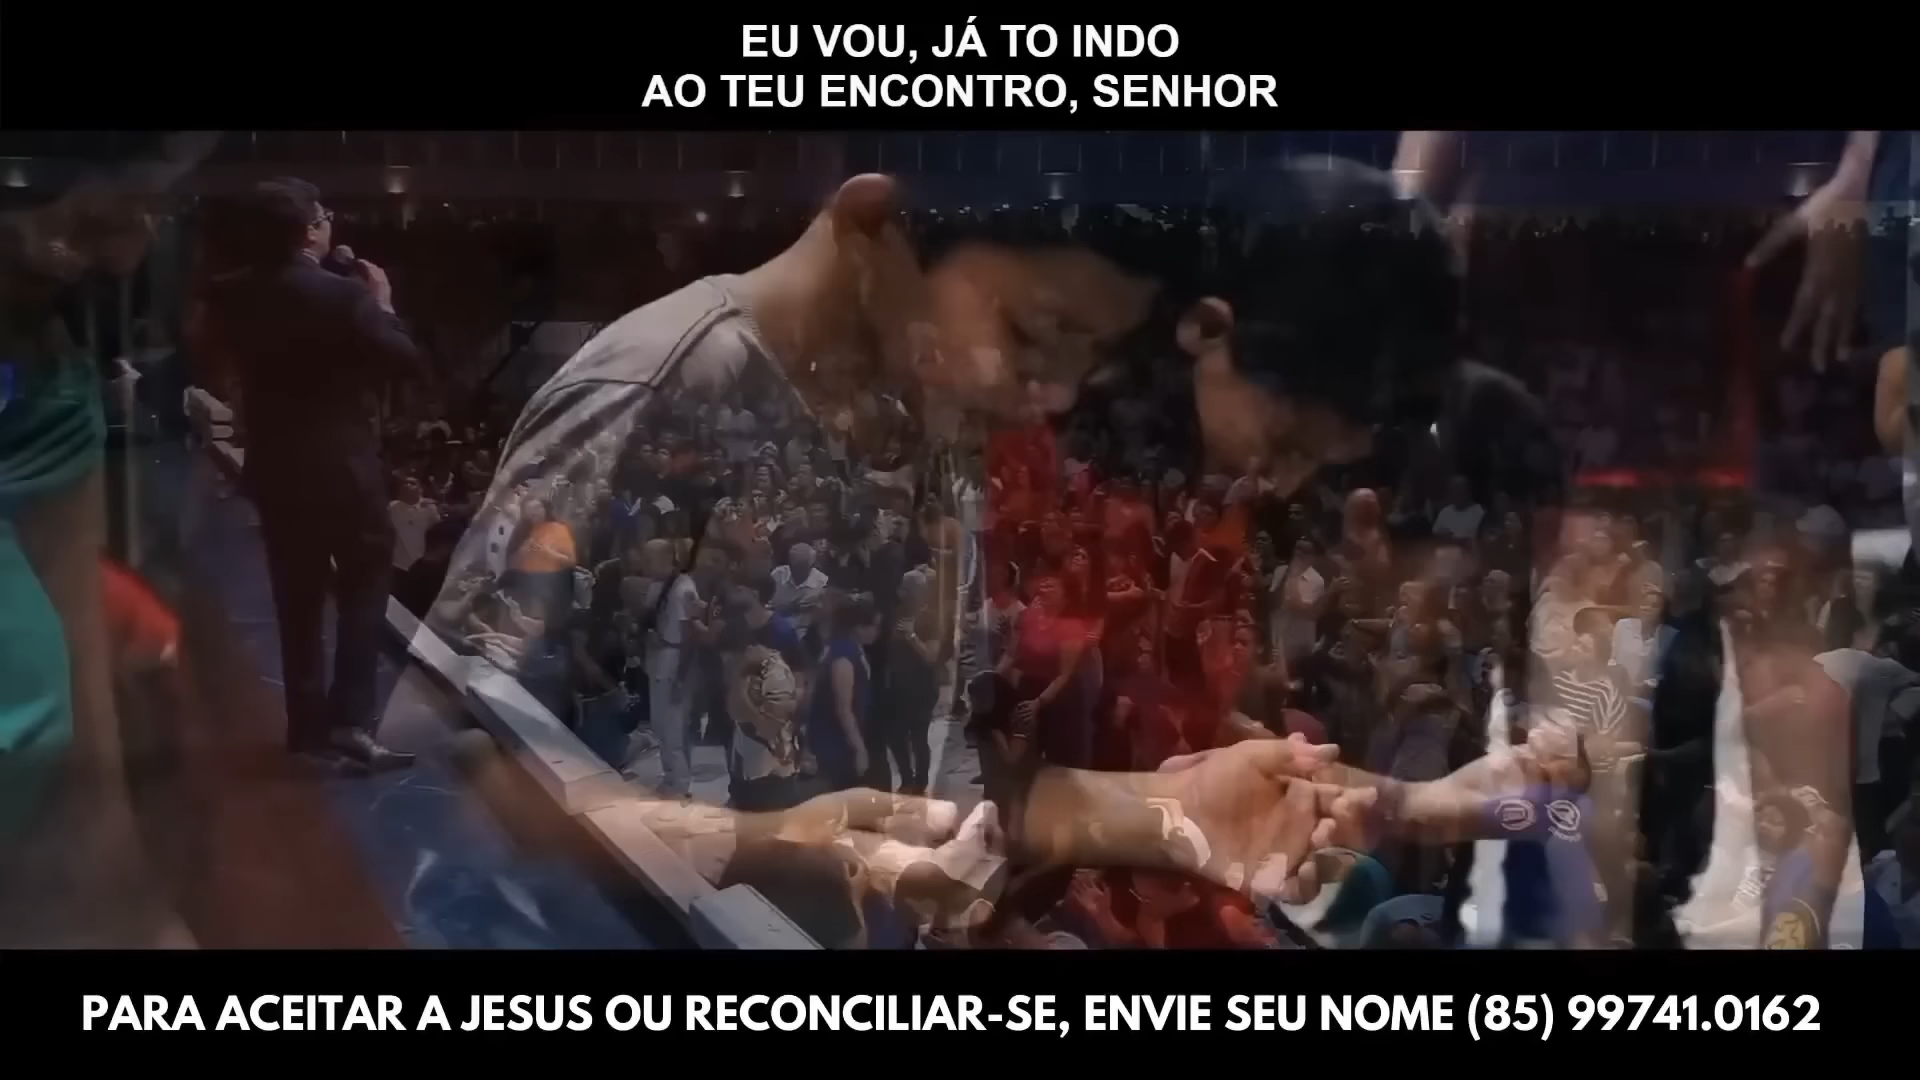 EU VOU, JÁ TO INDO
AO TEU ENCONTRO, SENHOR
PARA ACEITAR A JESUS OU RECONCILIAR-SE, ENVIE SEU NOME (85) 99741.0162